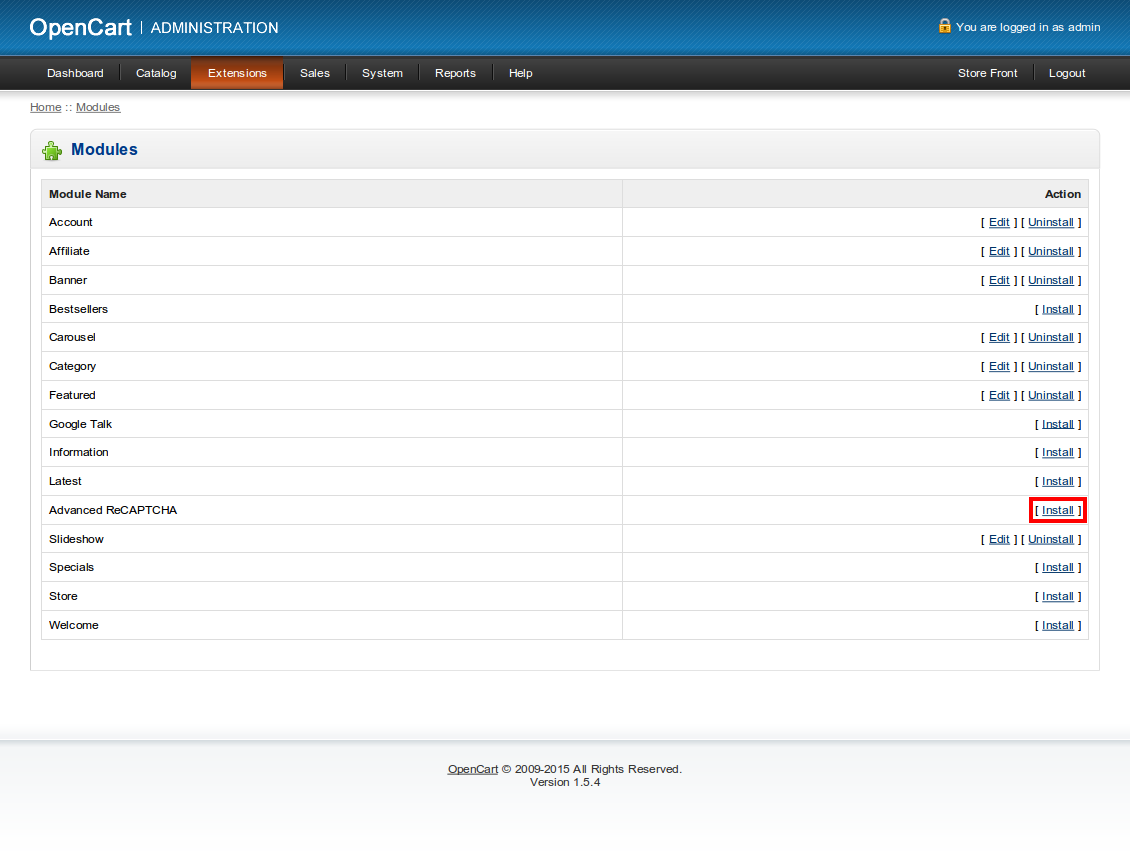 OpenCart | ADMINISTRATION
You are logged in as admin
Dashboard Catalog Extensions Sales System Reports Help Store Front Logout
Home :: Modules
Modules
Module Name Action
Account [ Edit ] [ Uninstall ]
Affiliate [ Edit ] [ Uninstall ]
Banner [ Edit ] [ Uninstall ]
Bestsellers [ Install ]
Carousel [ Edit ] [ Uninstall ]
Category [ Edit ] [ Uninstall ]
Featured [ Edit ] [ Uninstall ]
Google Talk [ Install ]
Information [ Install ]
Latest [ Install ]
Advanced ReCAPTCHA [ Install ]
Slideshow [ Edit ] [ Uninstall ]
Specials [ Install ]
Store [ Install ]
Welcome [ Install ]
OpenCart © 2009-2015 All Rights Reserved.
Version 1.5.4